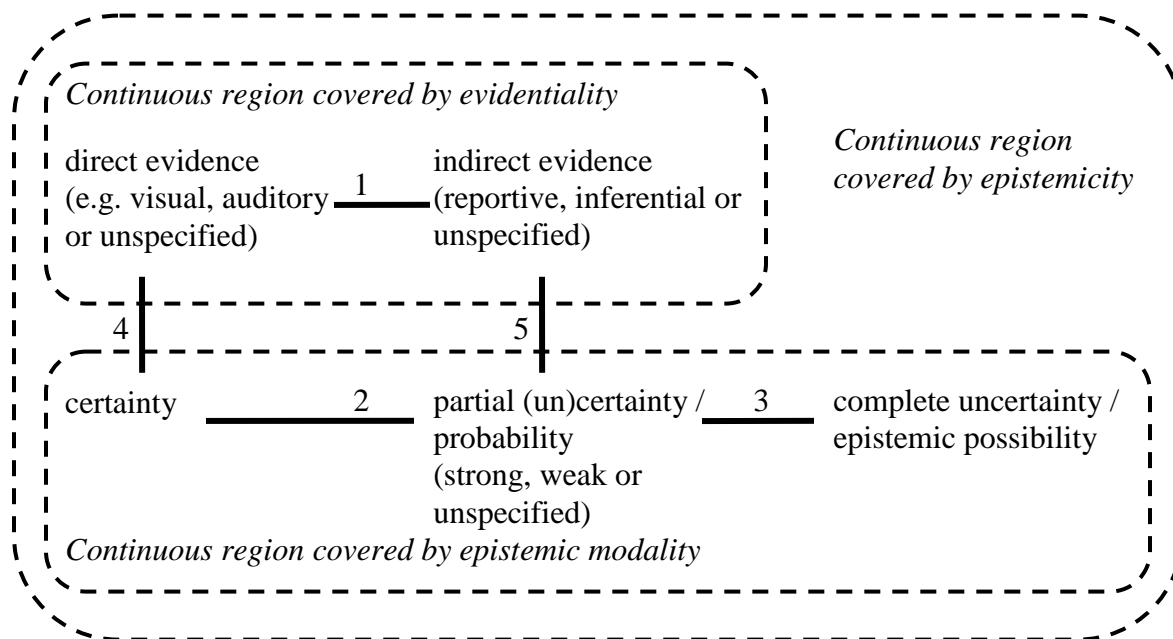 Continuous region covered by evidentiality
direct evidence
(e.g. visual, auditory
or unspecified)
1
indirect evidence
(reportive, inferential or
unspecified)
Continuous region
covered by epistemicity
4
5
certainty
2
partial (un)certainty /
probability
(strong, weak or
unspecified)
3
complete uncertainty /
epistemic possibility
Continuous region covered by epistemic modality